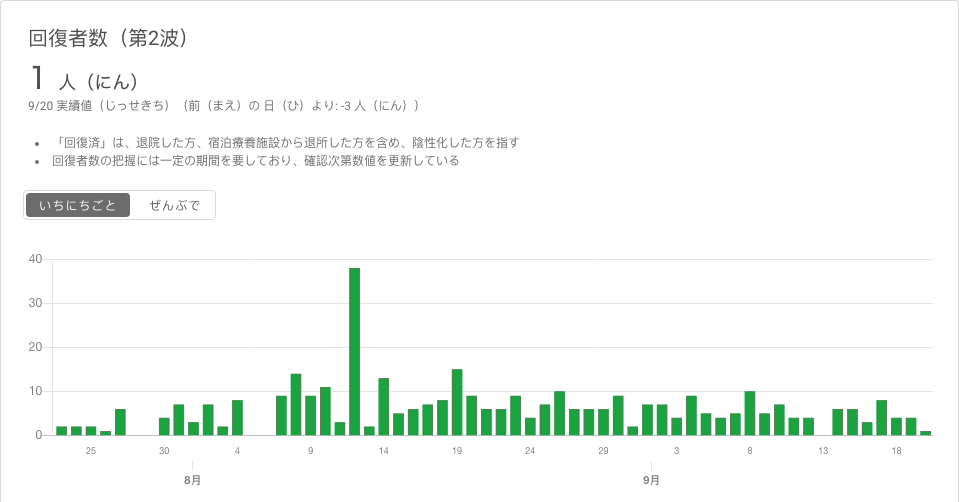 回復者数（第2波）
1 人（にん）
9/20 実績値（じっせきち）（前（まえ）の 日（ひ）より: -3 人（にん））
• 「回復済」は、退院した方、宿泊療養施設から退所した方を含め、陰性化した方を指す
• 回復者数の把握には一定の期間を要しており、確認次第数値を更新している
いちにちごと ぜんぶで
40
30
20
10
0
25 30 4 9 14 19 24 29 3 8 13 18
8月 9月